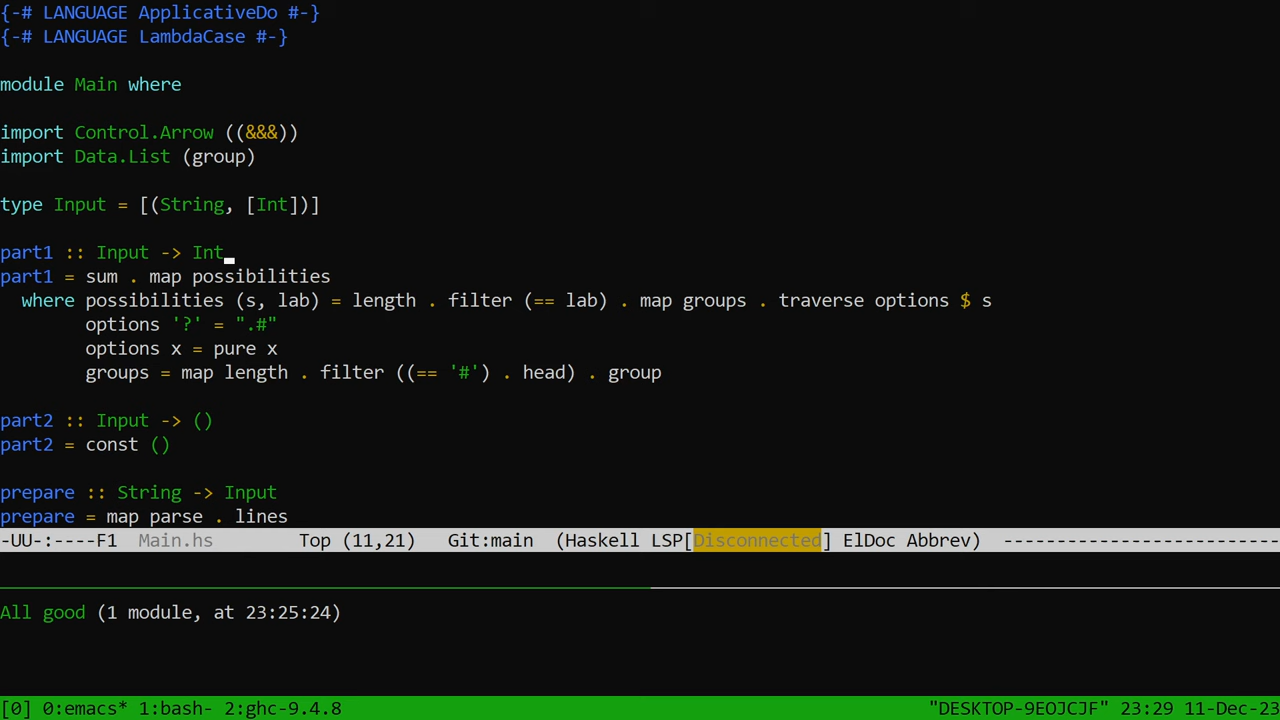 {-# LANGUAGE ApplicativeDo #-}
{-# LANGUAGE LambdaCase #-}
module Main where
import Control.Arrow ((&&&))
import Data.List (group)
type Input = [(String, [Int])]
part1 :: Input -> Int
part1 = sum . map possibilities
  where possibilities (s, lab) = length . filter (== lab) . map groups . traverse options $ s
        options '?' = ".#"
        options x = pure x
        groups = map length . filter ((== '#') . head) . group
part2 :: Input -> ()
part2 = const ()
prepare :: String -> Input
prepare = map parse . lines
-UU-:----F1  Main.hs        Top (11,21)   Git:main  (Haskell LSP[Disconnected] ElDoc Abbrev) --------------------------
All good (1 module, at 23:25:24)
[0] 0:emacs* 1:bash- 2:ghc-9.4.8 "DESKTOP-9EOJCJF" 23:29 11-Dec-23